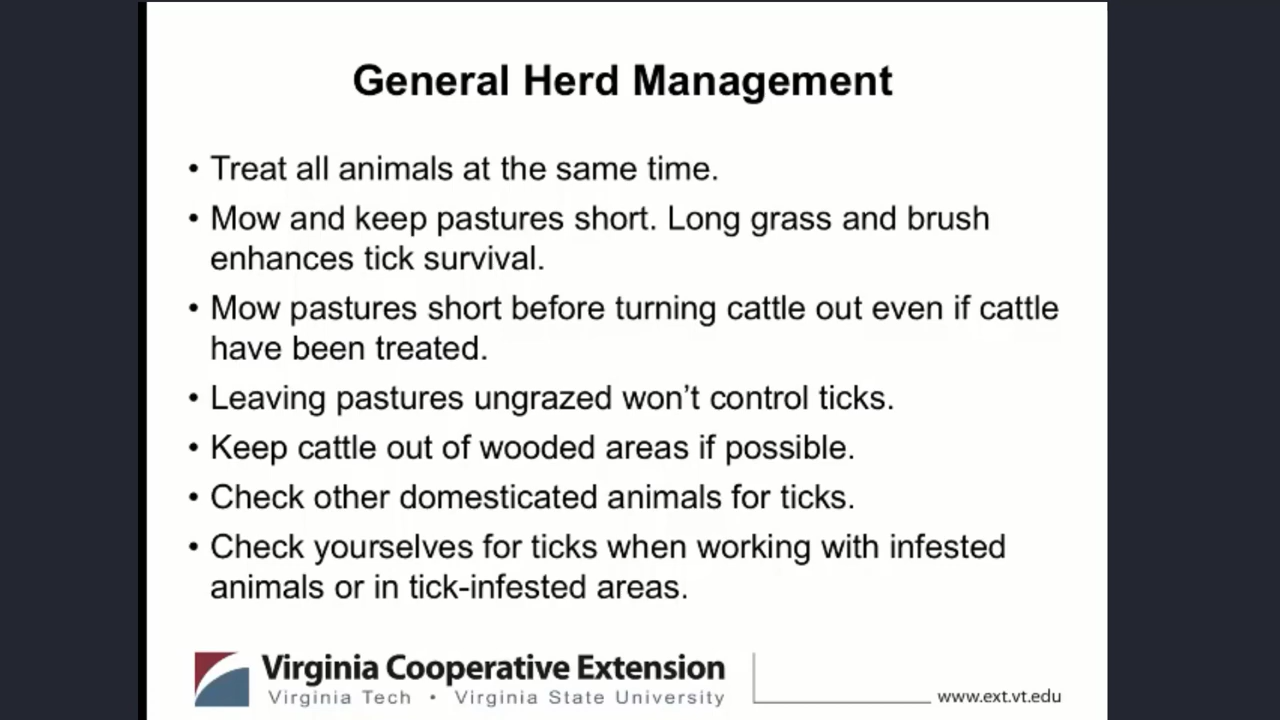 General Herd Management
• Treat all animals at the same time.
• Mow and keep pastures short. Long grass and brush
enhances tick survival.
• Mow pastures short before turning cattle out even if cattle
have been treated.
• Leaving pastures ungrazed won’t control ticks.
• Keep cattle out of wooded areas if possible.
• Check other domesticated animals for ticks.
• Check yourselves for ticks when working with infested
animals or in tick-infested areas.
Virginia Cooperative Extension
Virginia Tech • Virginia State University
www.ext.vt.edu